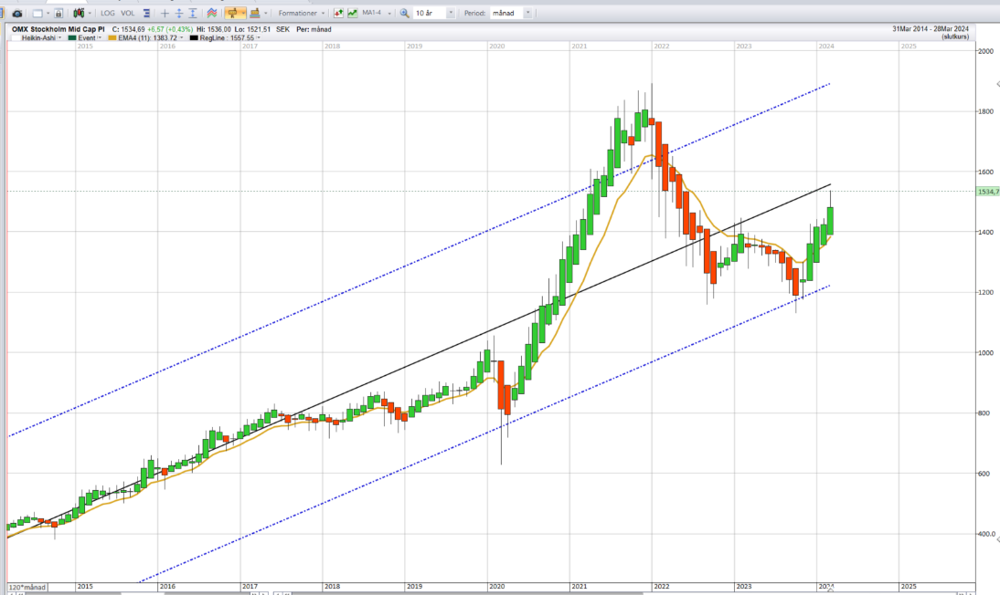 LOG VOL Formationer MA1-4 10 år Period: månad
OMX Stockholm Mid Cap PI C: 1534,69 +6,57 (+0.43%) Hi: 1536.00 Lo: 1521,51 SEK Per: månad 31Mar 2014 - 28Mar 2024
Heikin-Ashi Event EMA4 (11): 1383.72 RegLine : 1557.55 (slutkurs)
2015 2016 2017 2018 2019 2020 2021 2022 2023 2024 2025
2000
1800
1600
1534,7
1400
1200
1000
800
600
400.0
120*månad 2015 2016 2017 2018 2019 2020 2021 2022 2023 2024 2025